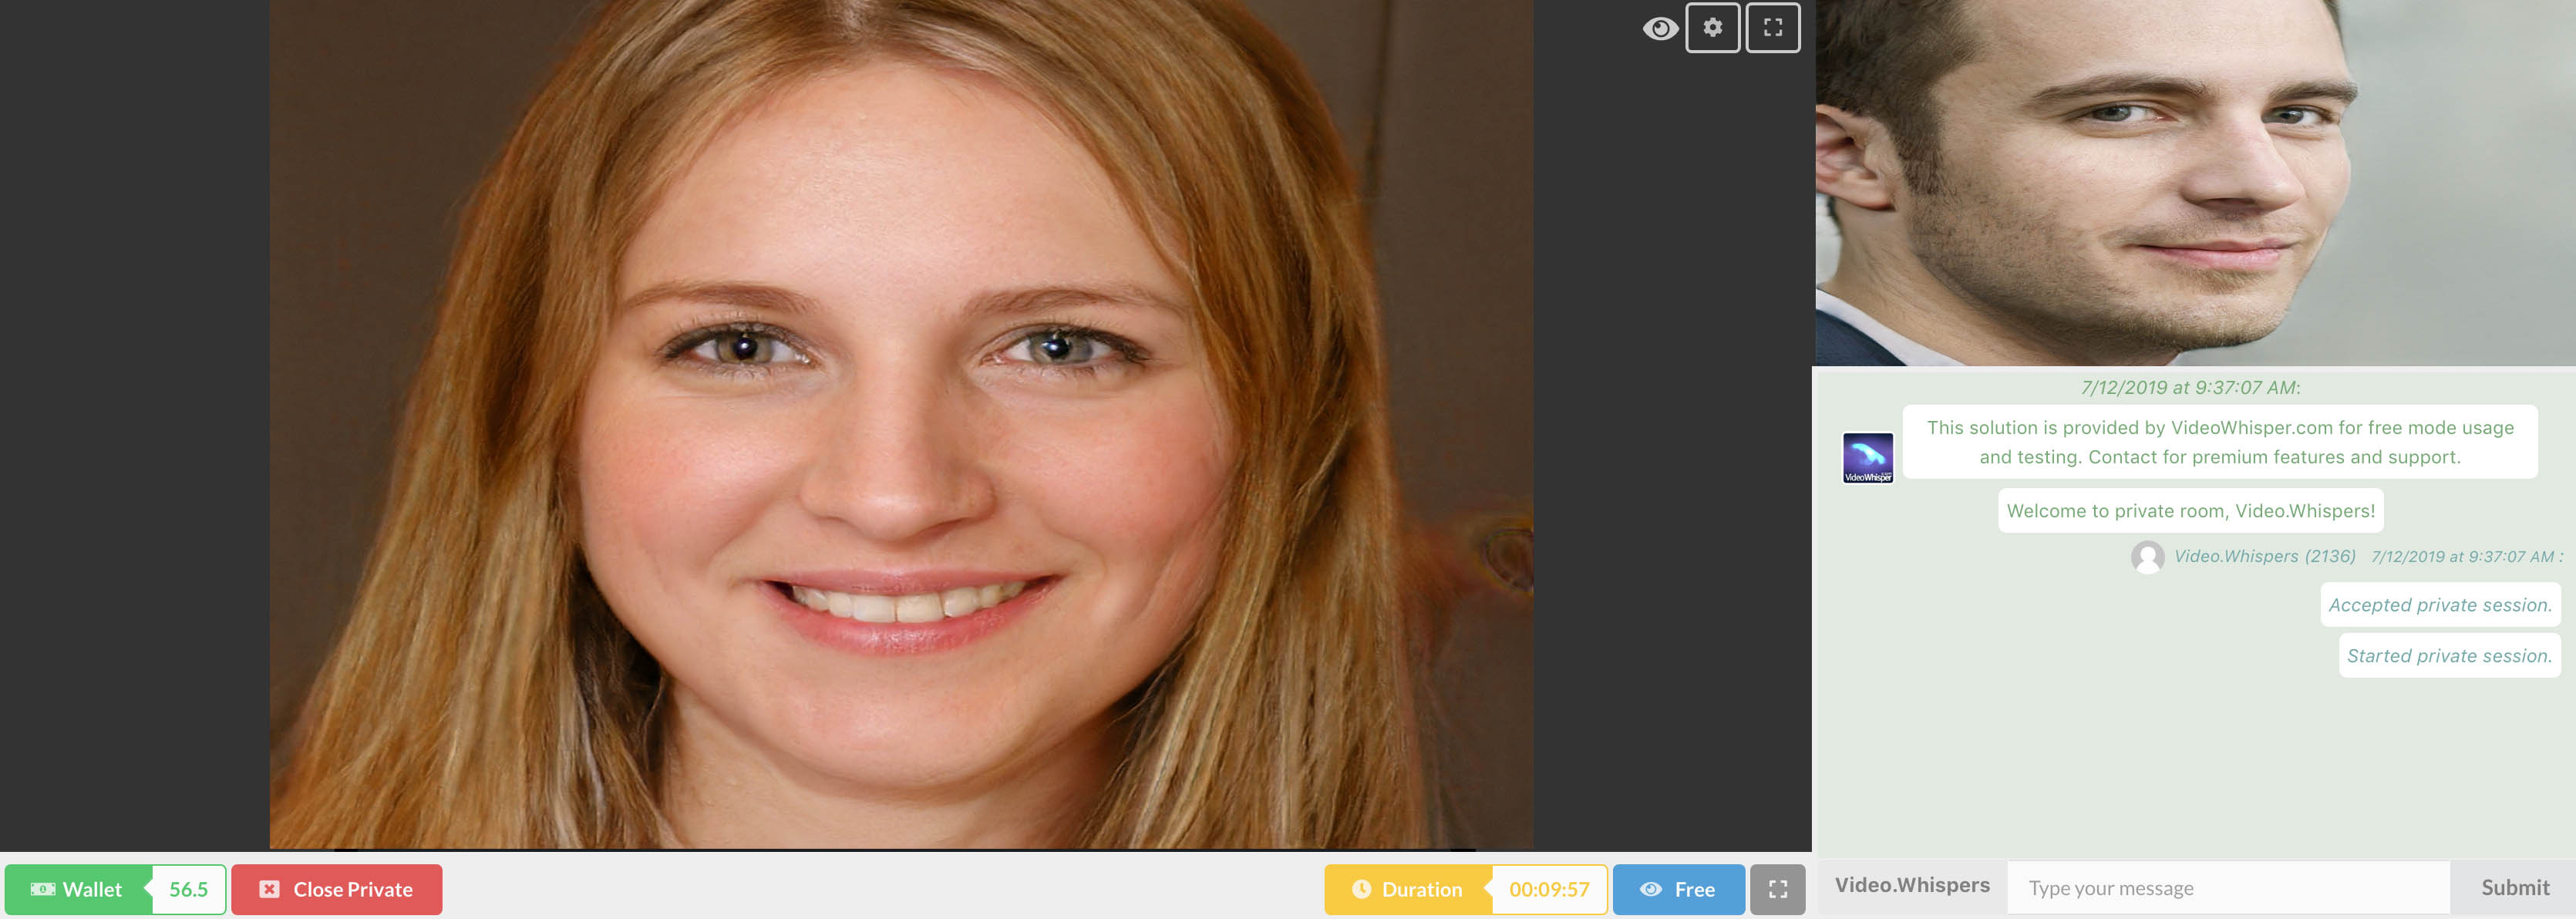 7/12/2019 at 9:37:07 AM:
This solution is provided by VideoWhisper.com for free mode usage
and testing. Contact for premium features and support.
VideoWhisper
Welcome to private room, Video.Whispers!
Video.Whispers (2136) 7/12/2019 at 9:37:07 AM :
Accepted private session.
Started private session.
Wallet 56.5 Close Private Duration 00:09:57 Free Video.Whispers Type your message Submit